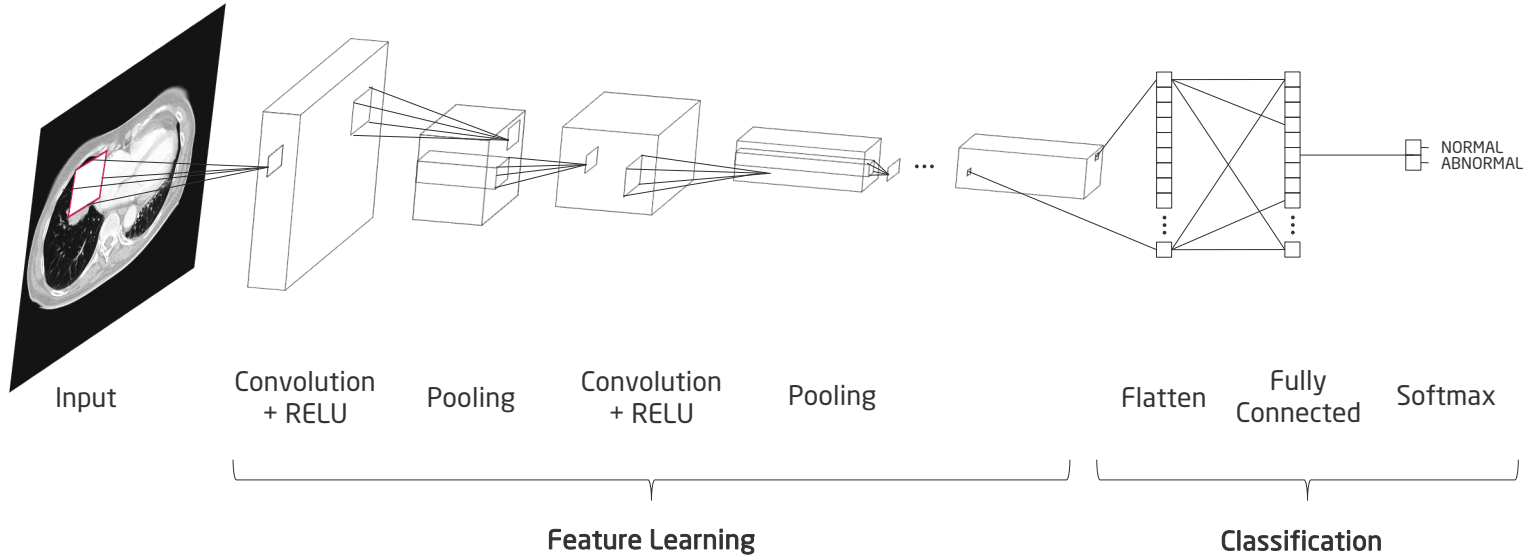 NORMAL
ABNORMAL
Input
Convolution
+ RELU
Pooling
Convolution
+ RELU
Pooling
Flatten
Fully
Connected
Softmax
Feature Learning
Classification